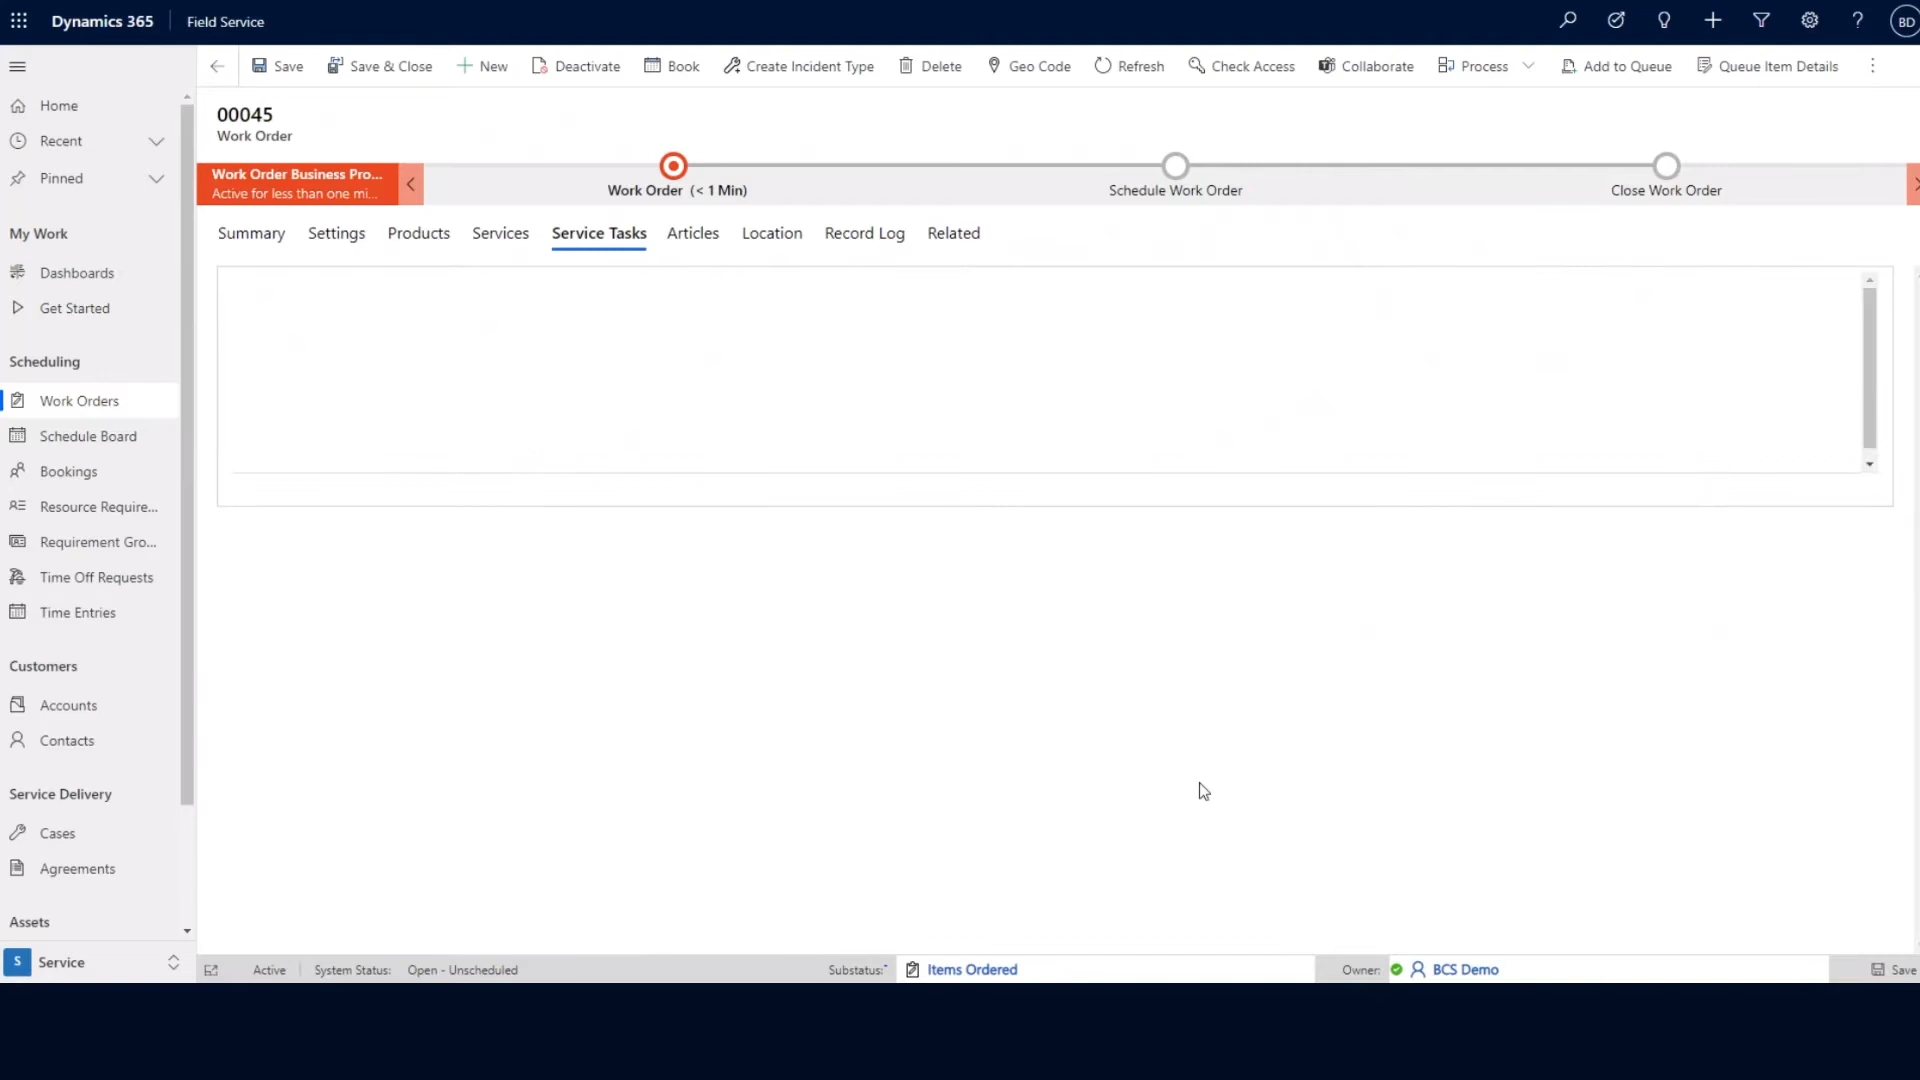 Dynamics 365
Field Service
BD
Save
Save & Close
New
Deactivate
Book
Create Incident Type
Delete
Geo Code
Refresh
Check Access
Collaborate
Process
Add to Queue
Queue Item Details
Home
Recent
Pinned
My Work
Dashboards
Get Started
Scheduling
Work Orders
Schedule Board
Bookings
Resource Require...
Requirement Gro...
Time Off Requests
Time Entries
Customers
Accounts
Contacts
Service Delivery
Cases
Agreements
Assets
S Service
00045
Work Order
Work Order Business Pro...
Active for less than one mi...
Work Order (< 1 Min)
Schedule Work Order
Close Work Order
Summary
Settings
Products
Services
Service Tasks
Articles
Location
Record Log
Related
Active
System Status: Open - Unscheduled
Substatus:* Items Ordered
Owner: BCS Demo
Save